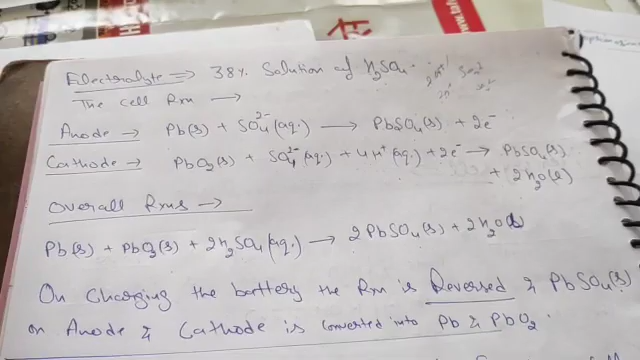 Electrolyte => 38% Solution of H2SO4.
The cell Rxn →
Anode → Pb(s) + SO4^2-(aq.) → PbSO4(s) + 2e-
Cathode → PbO2(s) + SO4^2-(aq.) + 4H+(aq.) + 2e- → PbSO4(s)
+ 2H2O(l)
Overall Rxns →
Pb(s) + PbO2(s) + 2H2SO4(aq.) → 2PbSO4(s) + 2H2O
On Charging the battery the Rxn is Reversed & PbSO4(s)
on Anode & Cathode is converted into Pb & PbO2.